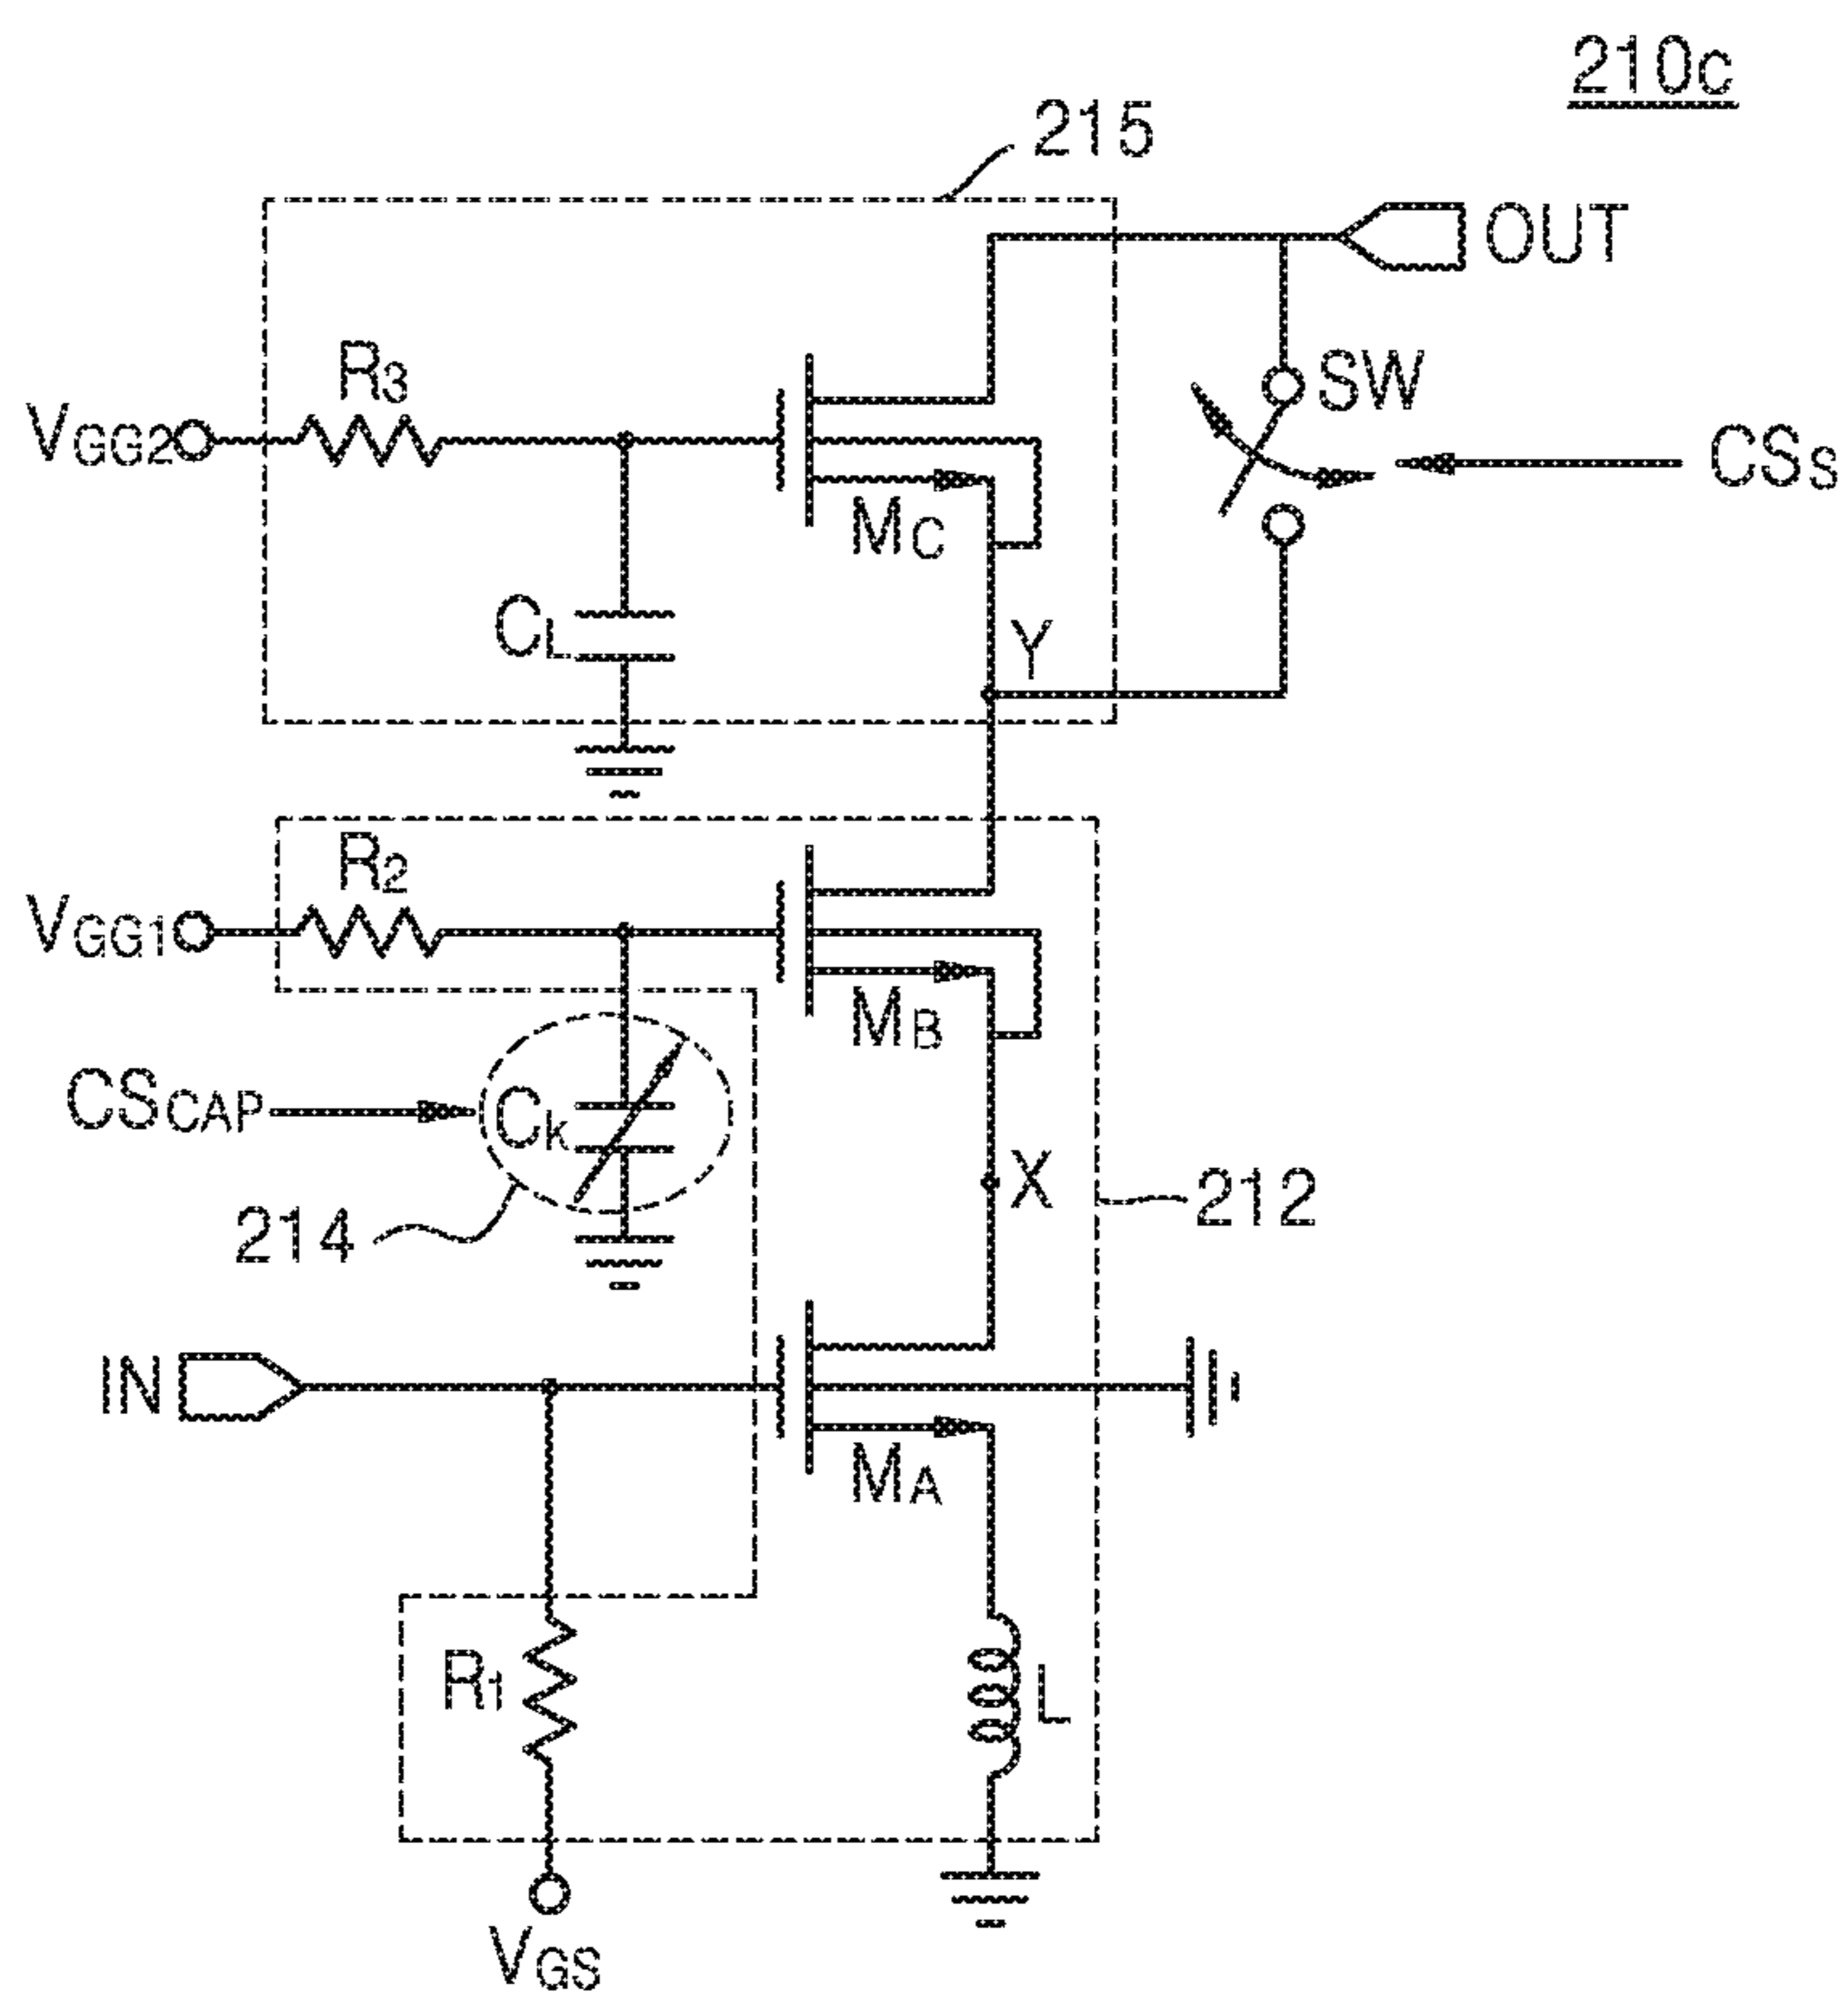 210c
215
OUT
R3
SW
VGG2
CSS
MC
CL
Y
R2
VGG1
MB
CSCAP
Ck
X
212
214
IN
MA
R1
L
VGS